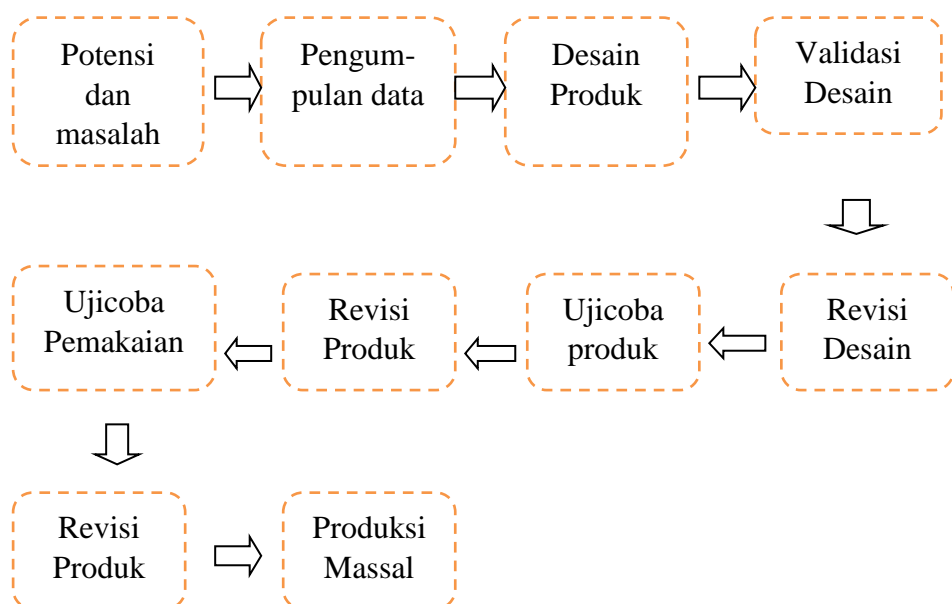 Potensi
dan
masalah
Pengum-
pulan data
Desain
Produk
Validasi
Desain
Revisi
Desain
Ujicoba
produk
Revisi
Produk
Ujicoba
Pemakaian
Revisi
Produk
Produksi
Massal